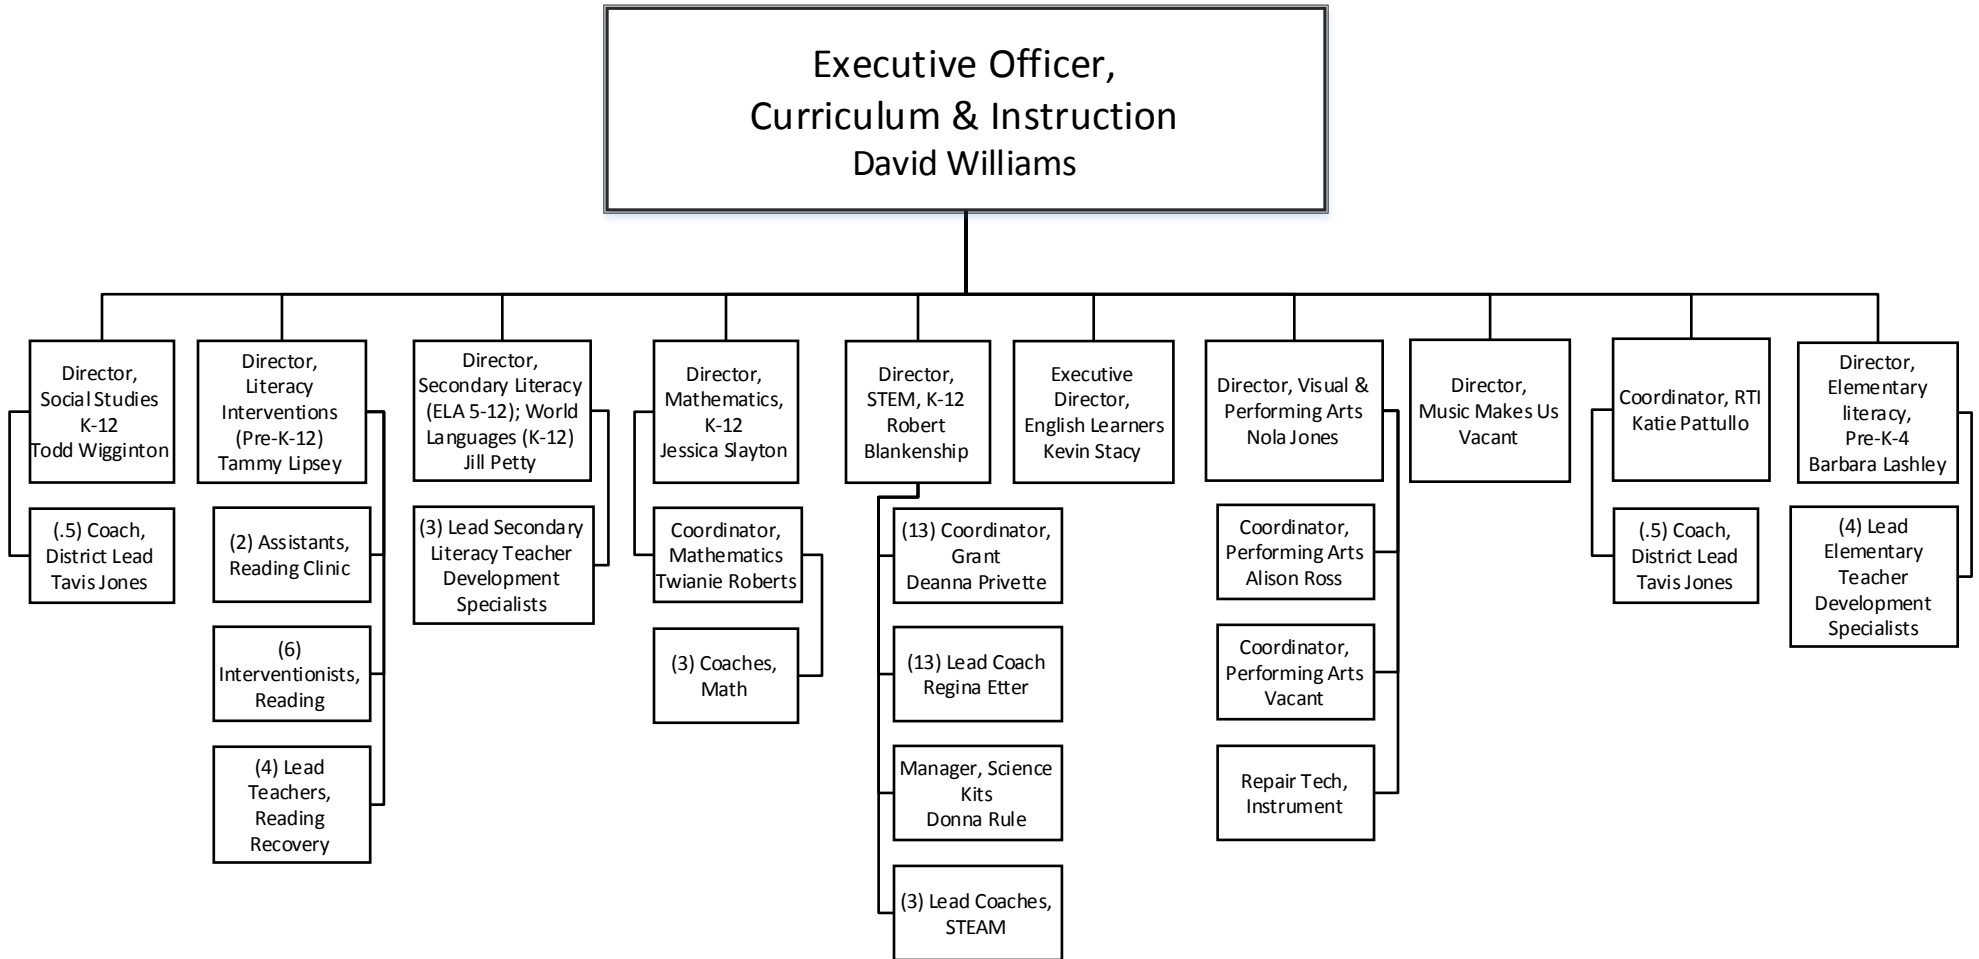 Executive Officer,
Curriculum & Instruction
David Williams
Director,
Social Studies
K-12
Todd Wigginton
(.5) Coach,
District Lead
Tavis Jones
Director,
Literacy
Interventions
(Pre-K-12)
Tammy Lipsey
(2) Assistants,
Reading Clinic
(6)
Interventionists,
Reading
(4) Lead
Teachers,
Reading
Recovery
Director,
Secondary Literacy
(ELA 5-12); World
Languages (K-12)
Jill Petty
(3) Lead Secondary
Literacy Teacher
Development
Specialists
Director,
Mathematics,
K-12
Jessica Slayton
Coordinator,
Mathematics
Twianie Roberts
(3) Coaches,
Math
Director,
STEM, K-12
Robert
Blankenship
(13) Coordinator,
Grant
Deanna Privette
(13) Lead Coach
Regina Etter
Manager, Science
Kits
Donna Rule
(3) Lead Coaches,
STEAM
Executive
Director,
English Learners
Kevin Stacy
Director, Visual &
Performing Arts
Nola Jones
Coordinator,
Performing Arts
Alison Ross
Coordinator,
Performing Arts
Vacant
Repair Tech,
Instrument
Director,
Music Makes Us
Vacant
Coordinator, RTI
Katie Pattullo
(.5) Coach,
District Lead
Tavis Jones
Director,
Elementary
literacy,
Pre-K-4
Barbara Lashley
(4) Lead
Elementary
Teacher
Development
Specialists